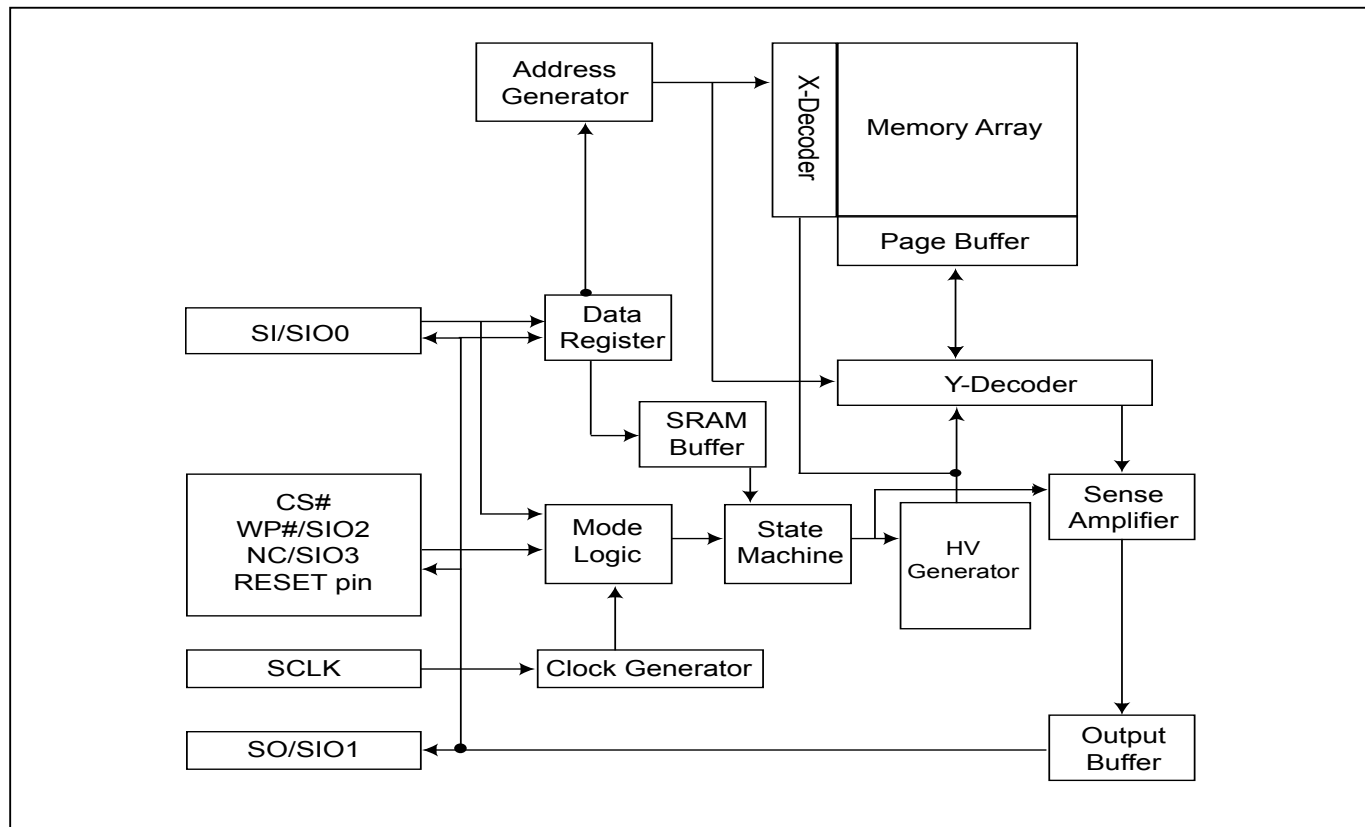 Address
Generator
X-Decoder
Memory Array
Page Buffer
SI/SIO0
Data
Register
Y-Decoder
SRAM
Buffer
CS#
WP#/SIO2
NC/SIO3
RESET pin
Mode
Logic
State
Machine
HV
Generator
Sense
Amplifier
SCLK
Clock Generator
SO/SIO1
Output
Buffer